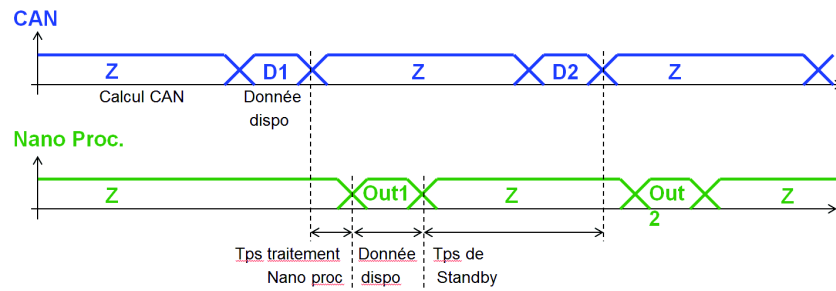 CAN
Z D1 Z D2 Z
Calcul CAN Donnée
dispo
Nano Proc.
Z Out1 Z Out Z
2
Tps traitement Donnée Tps de
Nano proc dispo Standby